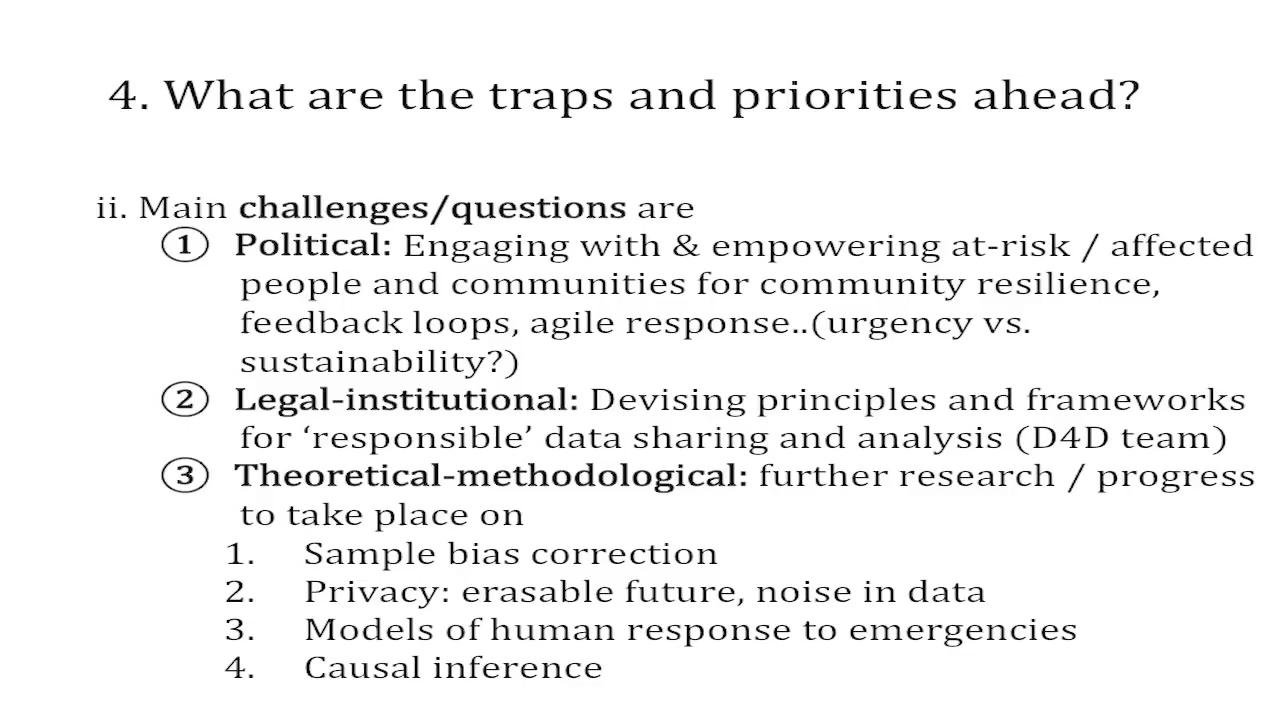 4. What are the traps and priorities ahead?
ii. Main challenges/questions are
① Political: Engaging with & empowering at-risk / affected
people and communities for community resilience,
feedback loops, agile response..(urgency vs.
sustainability?)
② Legal-institutional: Devising principles and frameworks
for ‘responsible’ data sharing and analysis (D4D team)
③ Theoretical-methodological: further research / progress
to take place on
1. Sample bias correction
2. Privacy: erasable future, noise in data
3. Models of human response to emergencies
4. Causal inference